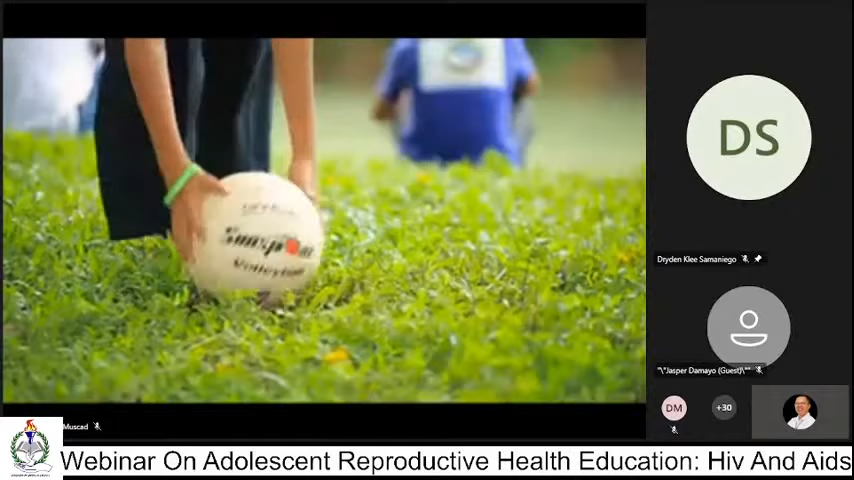 DS
Volleyball
Dryden Klee Samaniego
"\"Jasper Damayo (Guest)\""
DM
+30
Muscad
Webinar On Adolescent Reproductive Health Education: Hiv And Aids